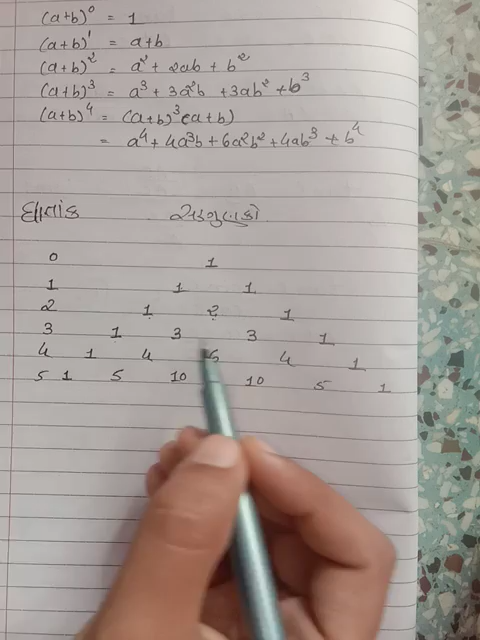 (a+b)⁰ = 1
(a+b)¹ = a+b
(a+b)² = a² + 2ab + b²
(a+b)³ = a³ + 3a²b + 3ab² + b³
(a+b)⁴ = (a+b)³(a+b)
= a⁴ + 4a³b + 6a²b² + 4ab³ + b⁴
ઘાતાંક સહગુણકો
0 1
1 1 1
2 1 2 1
3 1 3 3 1
4 1 4 6 4 1
5 1 5 10 10 5 1